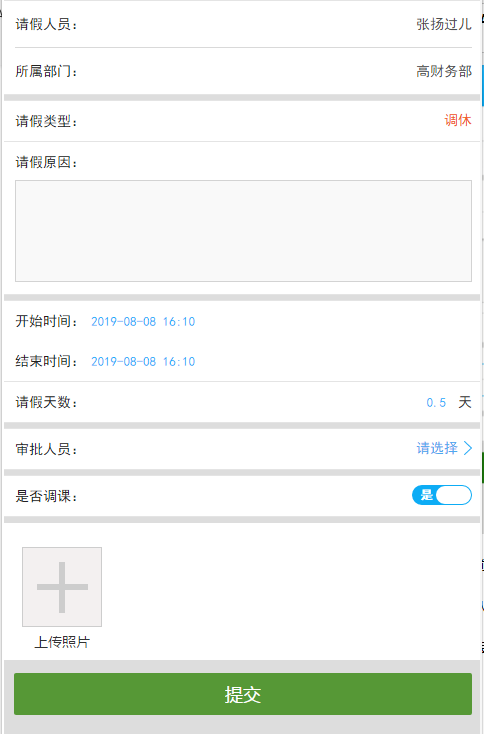 请假人员： 张扬过儿
所属部门： 高财务部
请假类型： 调休
请假原因：
开始时间： 2019-08-08 16:10
结束时间： 2019-08-08 16:10
请假天数： 0.5 天
审批人员： 请选择
是否调课： 是
上传照片
提交